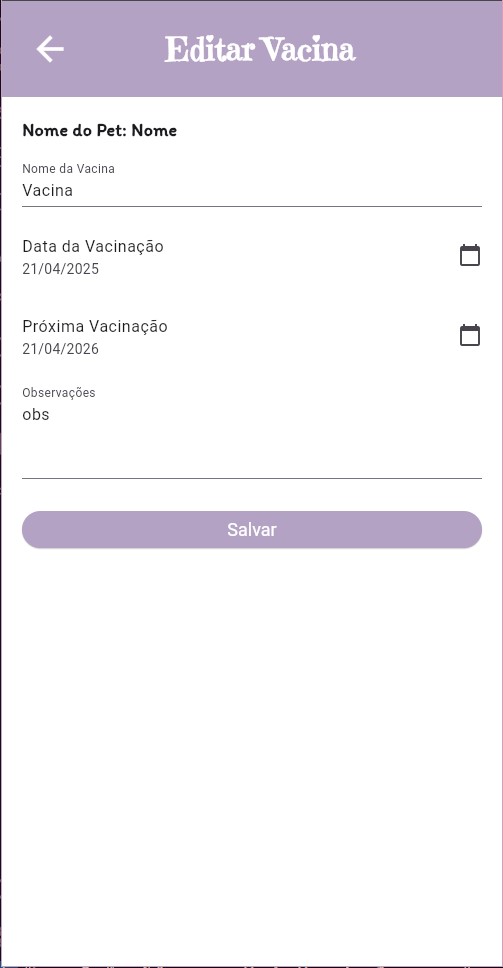 Editar Vacina
Nome do Pet: Nome
Nome da Vacina
Vacina
Data da Vacinação
21/04/2025
Próxima Vacinação
21/04/2026
Observações
obs
Salvar